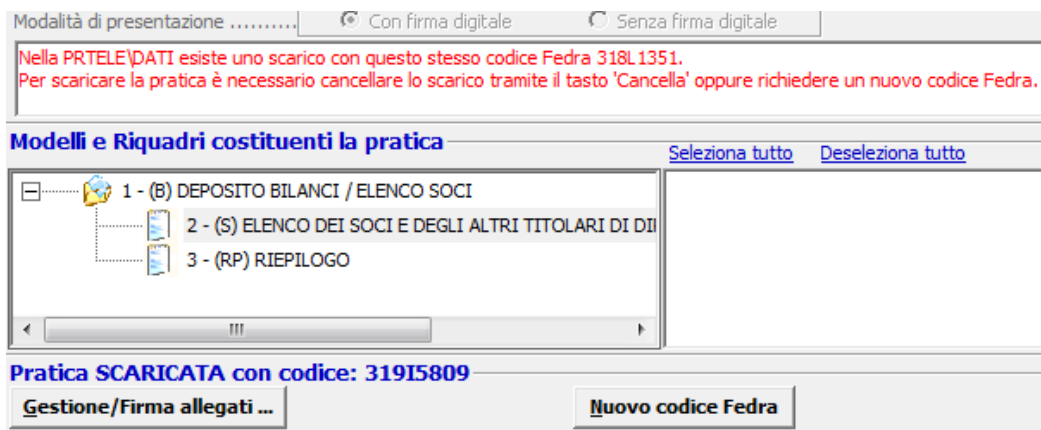 Modalità di presentazione .......... Con firma digitale Senza firma digitale
Nella PRTELE\DATI esiste uno scarico con questo stesso codice Fedra 318L1351.
Per scaricare la pratica è necessario cancellare lo scarico tramite il tasto 'Cancella' oppure richiedere un nuovo codice Fedra.
Modelli e Riquadri costituenti la pratica
Seleziona tutto Deseleziona tutto
1 - (B) DEPOSITO BILANCI / ELENCO SOCI
2 - (S) ELENCO DEI SOCI E DEGLI ALTRI TITOLARI DI
3 - (RP) RIEPILOGO
Pratica SCARICATA con codice: 319I5809
Gestione/Firma allegati ... Nuovo codice Fedra